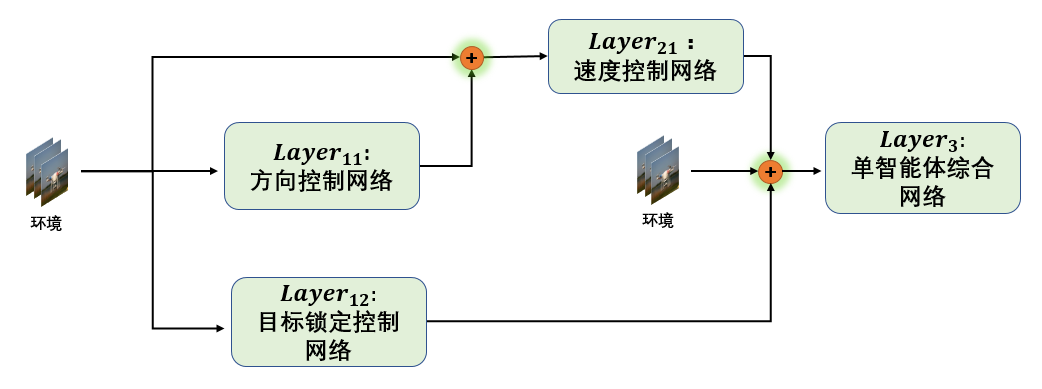 Layer21：
速度控制网络
+
Layer11:
方向控制网络
环境
Layer12:
目标锁定控制
网络
环境
+
Layer3:
单智能体综合
网络